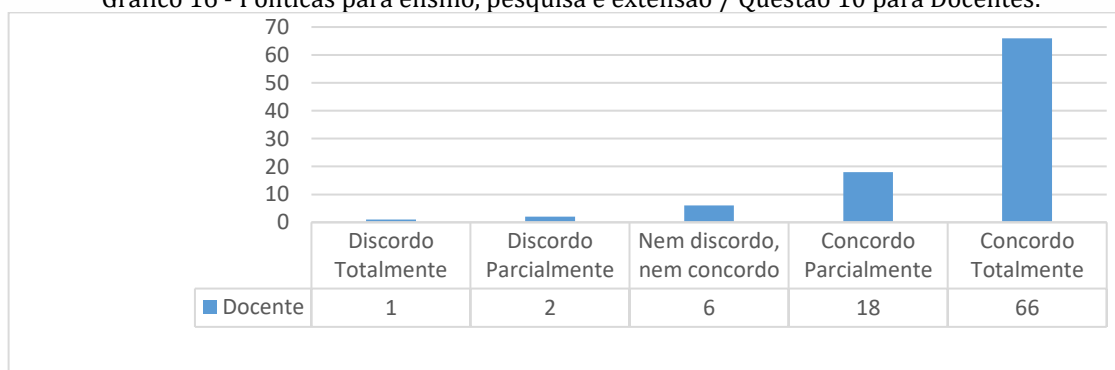 Gráfico 16 - Políticas para ensino, pesquisa e extensão / Questão 10 para Docentes.
70
60
50
40
30
20
10
0
Discordo Totalmente
Discordo Parcialmente
Nem discordo, nem concordo
Concordo Parcialmente
Concordo Totalmente
Docente 1 2 6 18 66